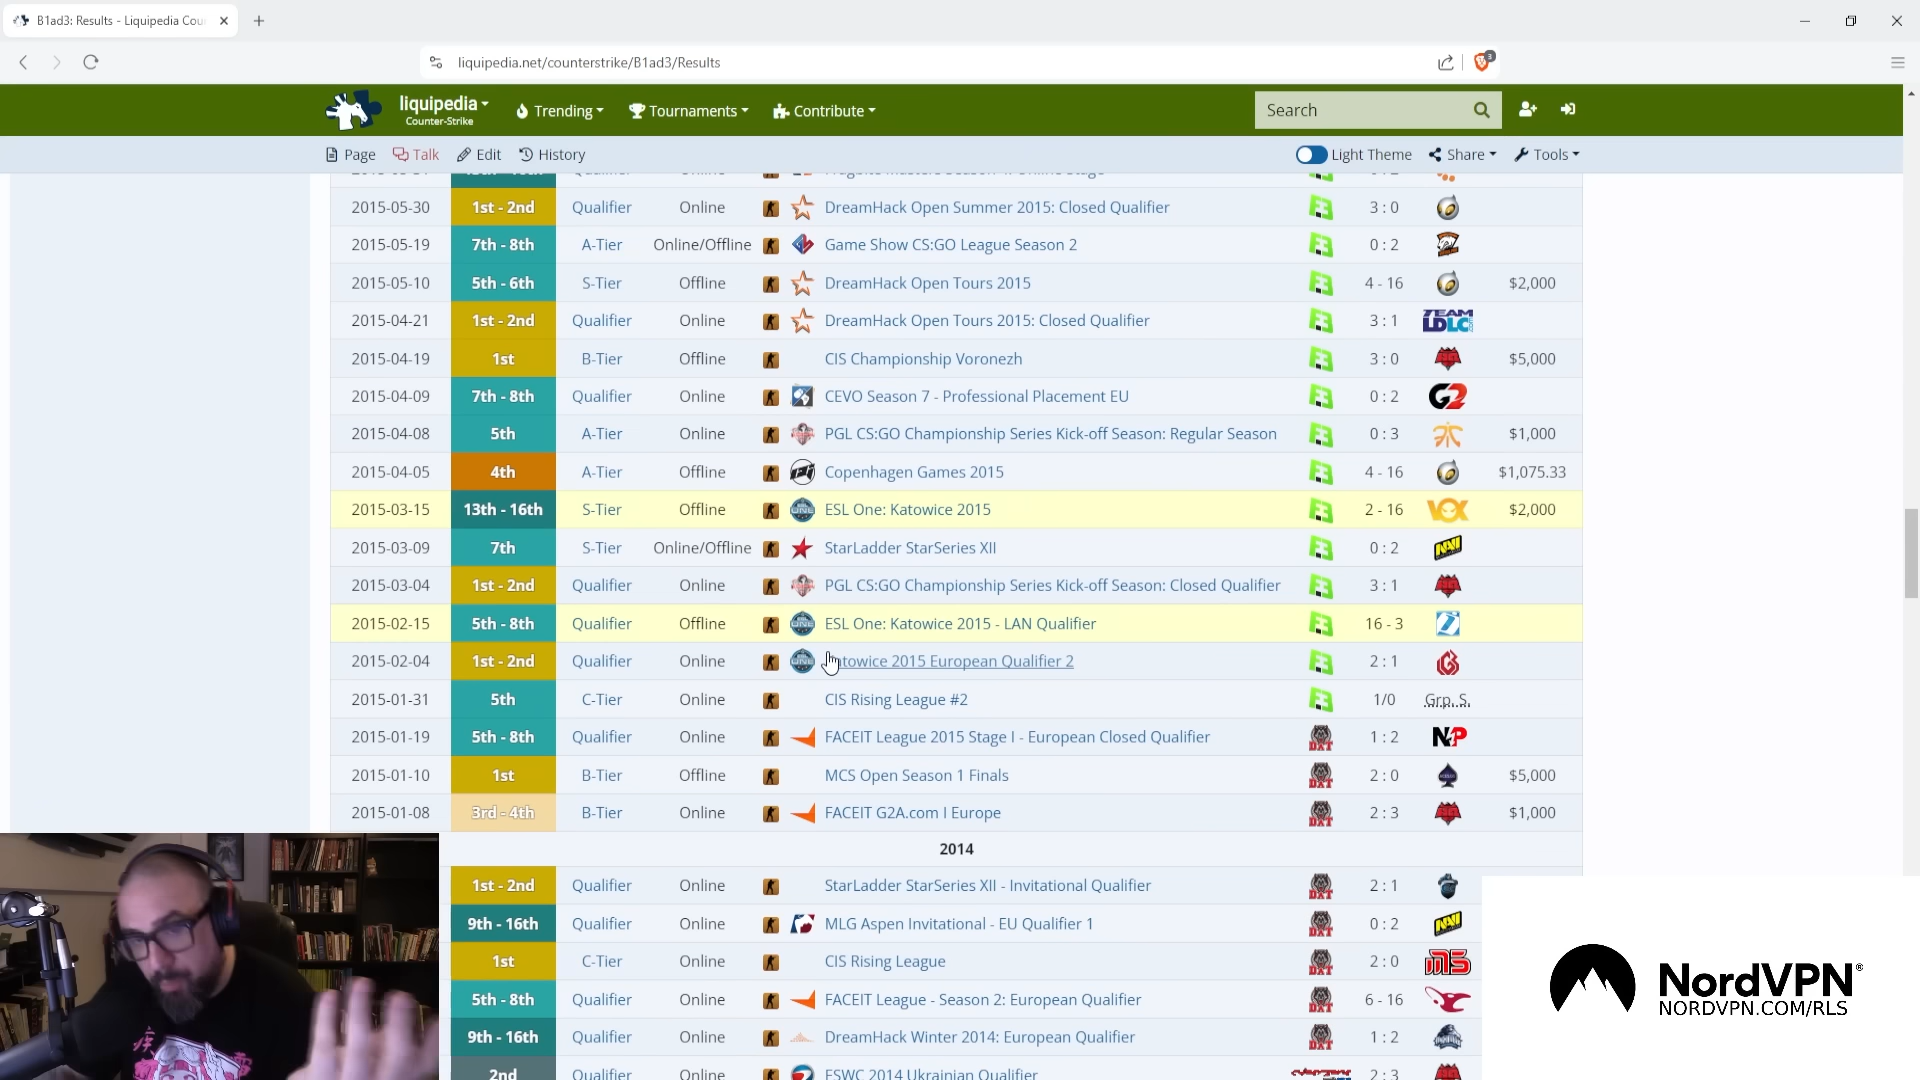 B1ad3: Results - Liquipedia Cou
liquipedia.net/counterstrike/B1ad3/Results
3
liquipedia
Counter-Strike
Trending
Tournaments
Contribute
Search
Page
Talk
Edit
History
Light Theme
Share
Tools
2015-05-30 1st - 2nd Qualifier Online DreamHack Open Summer 2015: Closed Qualifier 3 : 0
2015-05-19 7th - 8th A-Tier Online/Offline Game Show CS:GO League Season 2 0 : 2
2015-05-10 5th - 6th S-Tier Offline DreamHack Open Tours 2015 4 - 16 $2,000
2015-04-21 1st - 2nd Qualifier Online DreamHack Open Tours 2015: Closed Qualifier 3 : 1 TEAM LDLC
2015-04-19 1st B-Tier Offline CIS Championship Voronezh 3 : 0 $5,000
2015-04-09 7th - 8th Qualifier Online CEVO Season 7 - Professional Placement EU 0 : 2 G2
2015-04-08 5th A-Tier Online PGL CS:GO Championship Series Kick-off Season: Regular Season 0 : 3 $1,000
2015-04-05 4th A-Tier Offline Copenhagen Games 2015 4 - 16 $1,075.33
2015-03-15 13th - 16th S-Tier Offline ESL One: Katowice 2015 2 - 16 VOX $2,000
2015-03-09 7th S-Tier Online/Offline StarLadder StarSeries XII 0 : 2 NAVI
2015-03-04 1st - 2nd Qualifier Online PGL CS:GO Championship Series Kick-off Season: Closed Qualifier 3 : 1
2015-02-15 5th - 8th Qualifier Offline ESL One: Katowice 2015 - LAN Qualifier 16 - 3
2015-02-04 1st - 2nd Qualifier Online towice 2015 European Qualifier 2 2 : 1
2015-01-31 5th C-Tier Online CIS Rising League #2 1/0 Grp. S.
2015-01-19 5th - 8th Qualifier Online FACEIT League 2015 Stage I - European Closed Qualifier DXT 1 : 2 NP
2015-01-10 1st B-Tier Offline MCS Open Season 1 Finals DXT 2 : 0 $5,000
2015-01-08 3rd - 4th B-Tier Online FACEIT G2A.com I Europe DXT 2 : 3 $1,000
2014
1st - 2nd Qualifier Online StarLadder StarSeries XII - Invitational Qualifier DXT 2 : 1
9th - 16th Qualifier Online MLG Aspen Invitational - EU Qualifier 1 DXT 0 : 2 NAVI
1st C-Tier Online CIS Rising League DXT 2 : 0
5th - 8th Qualifier Online FACEIT League - Season 2: European Qualifier DXT 6 - 16
9th - 16th Qualifier Online DreamHack Winter 2014: European Qualifier DXT 1 : 2
2nd Qualifier Online ESWC 2014 Ukrainian Qualifier 2 : 3
NordVPN®
NORDVPN.COM/RLS